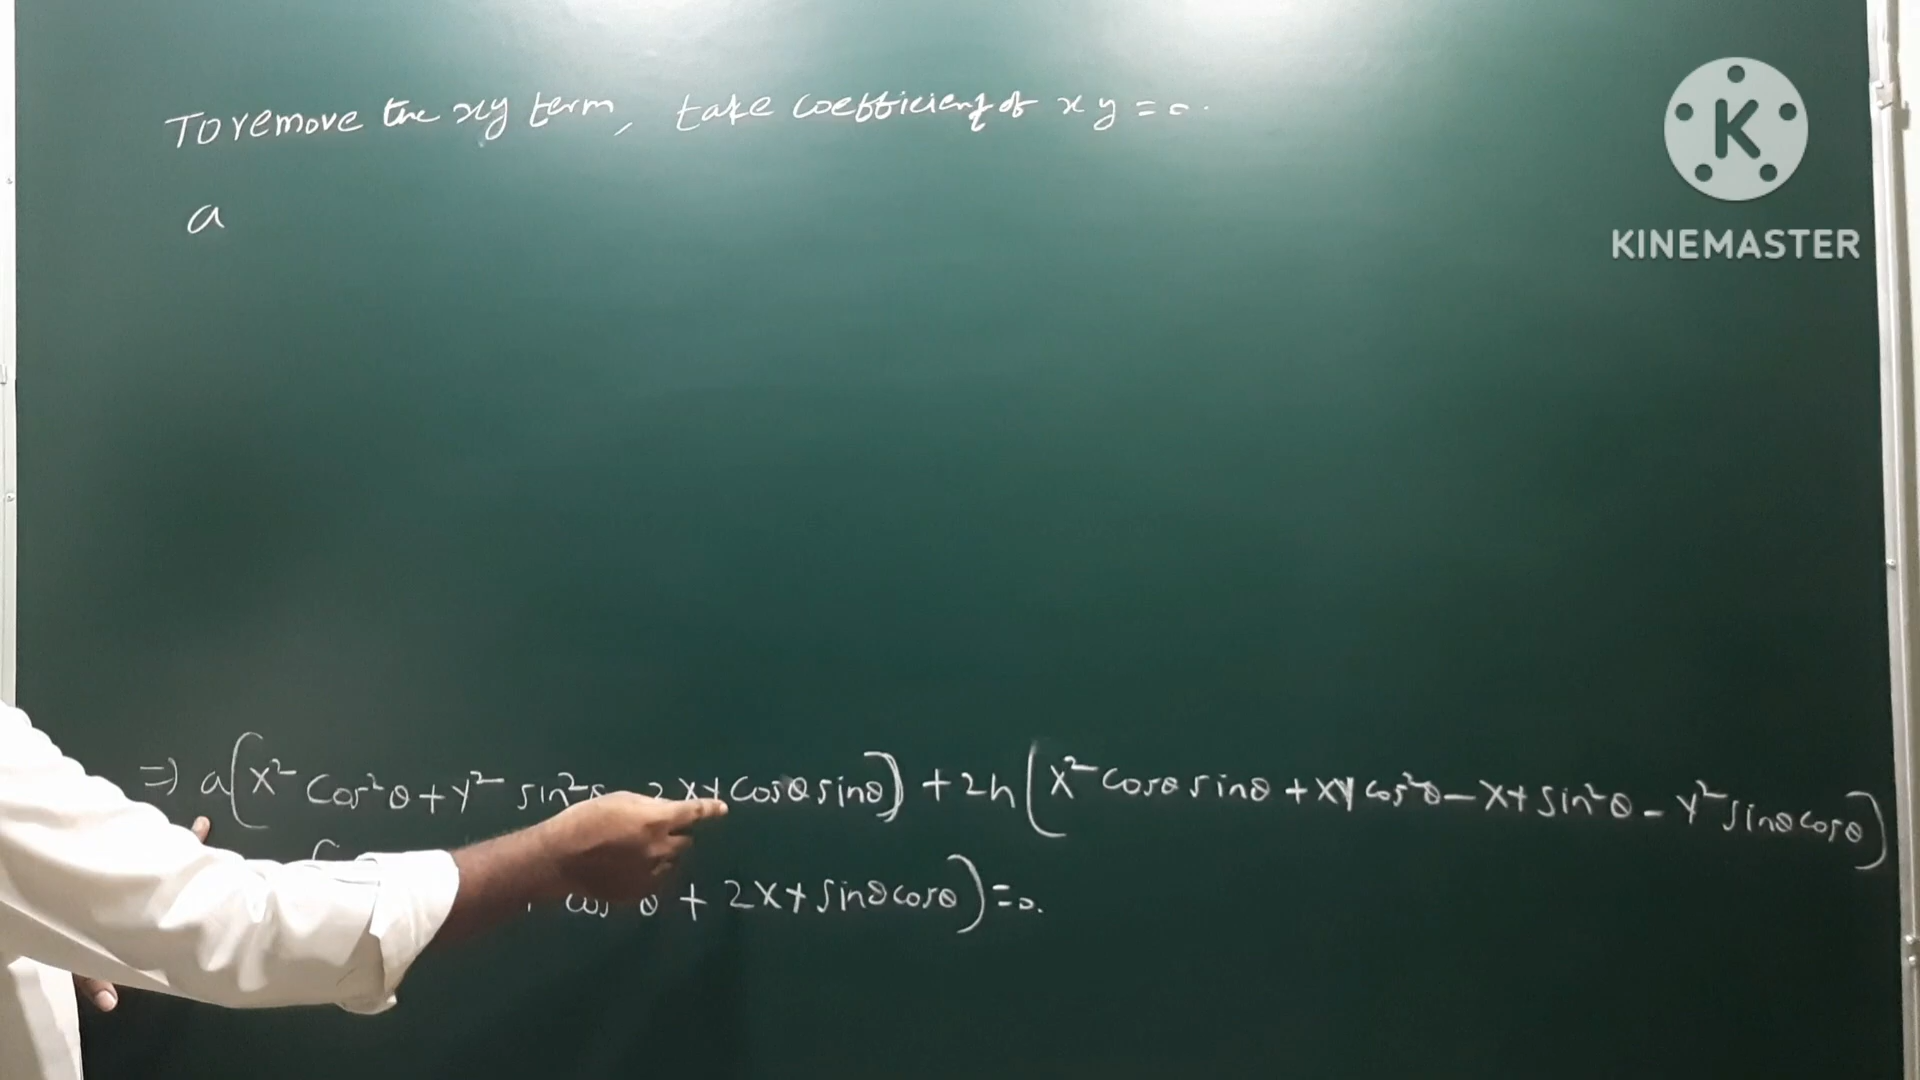 To remove the xy term, take coefficient of x y = 0.
K
KINEMASTER
a
⇒ a(X² Cos²θ + Y² sin²θ 2XY Cosθ sinθ) + 2h(X² Cosθ sinθ + XY Cos²θ - XY sin²θ - Y² sinθ Cosθ)
cos θ + 2XY sinθ cosθ) = 0.